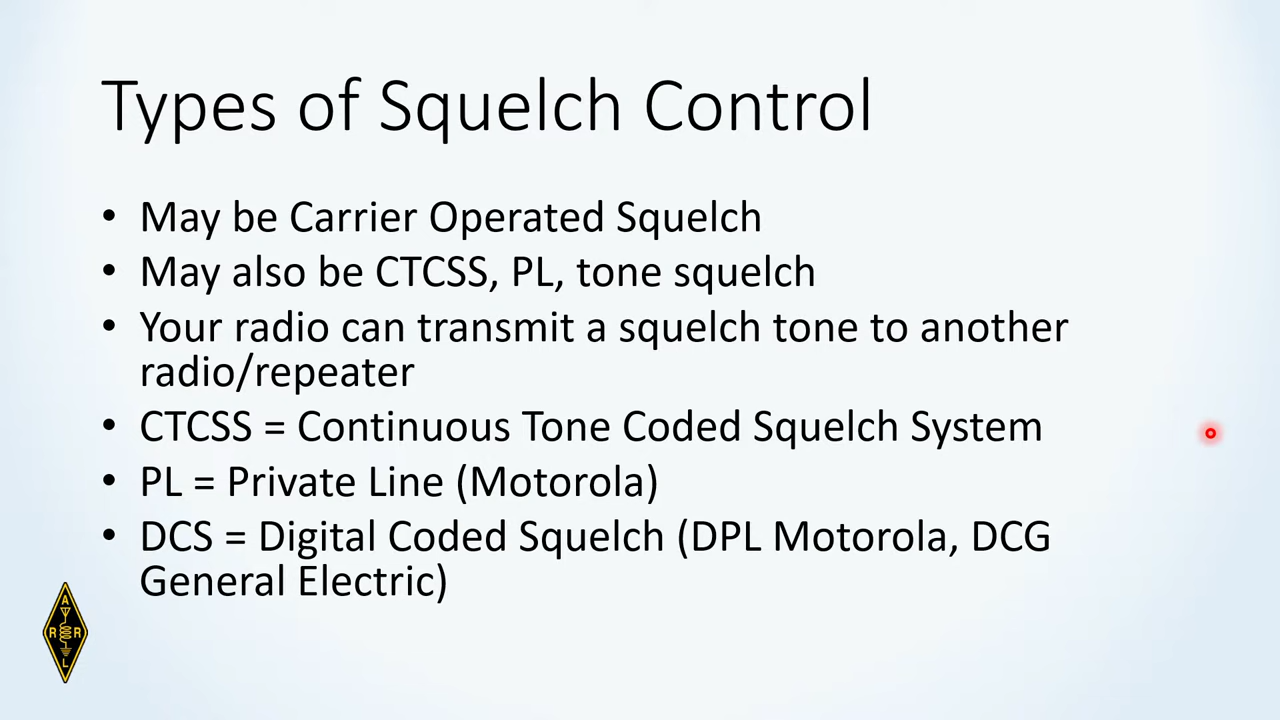 Types of Squelch Control
• May be Carrier Operated Squelch
• May also be CTCSS, PL, tone squelch
• Your radio can transmit a squelch tone to another
radio/repeater
• CTCSS = Continuous Tone Coded Squelch System
• PL = Private Line (Motorola)
• DCS = Digital Coded Squelch (DPL Motorola, DCG
General Electric)
A
R R
L